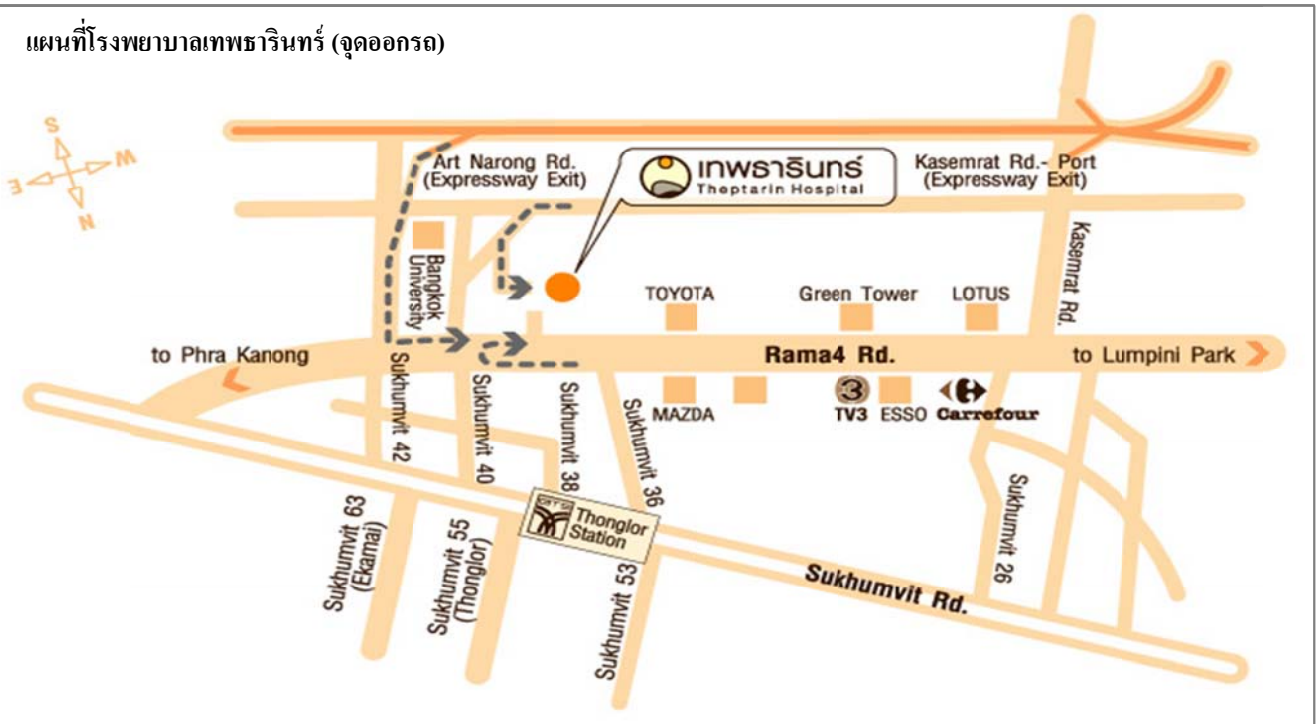 แผนที่โรงพยาบาลเทพธารินทร์ (จุดออกรถ)
S
W
E
N
Art Narong Rd.
(Expressway Exit)
เทพธารินทร์
Theptarin Hospital
Kasemrat Rd.- Port
(Expressway Exit)
Kasemrat Rd.
Bangkok
University
TOYOTA
Green Tower
LOTUS
to Phra Kanong
Rama4 Rd.
to Lumpini Park
MAZDA
3
TV3
ESSO
Carrefour
Sukhumvit 42
Sukhumvit 40
Sukhumvit 38
Sukhumvit 36
Sukhumvit 26
BTS
Thonglor
Station
Sukhumvit 63
(Ekamai)
Sukhumvit 55
(Thonglor)
Sukhumvit 53
Sukhumvit Rd.